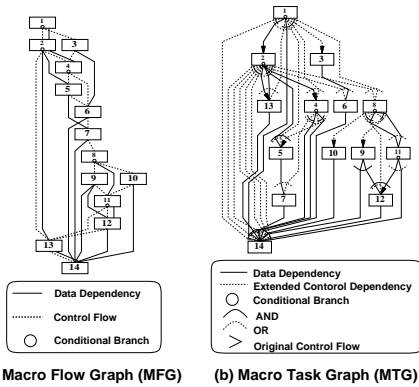 1
2
3
4
5
6
7
8
9
10
11
12
13
14
Data Dependency
Control Flow
Conditional Branch
Macro Flow Graph (MFG)
1
2
3
13
4
6
8
5
10
9
11
7
12
14
Data Dependency
Extended Contorol Dependency
Conditional Branch
AND
OR
Original Control Flow
(b) Macro Task Graph (MTG)